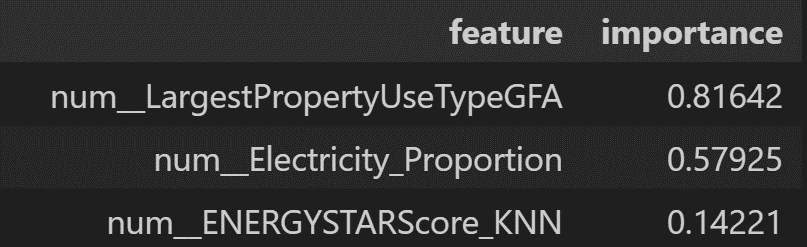 feature importance
num__LargestPropertyUseTypeGFA 0.81642
num__Electricity_Proportion 0.57925
num__ENERGYSTARScore_KNN 0.14221